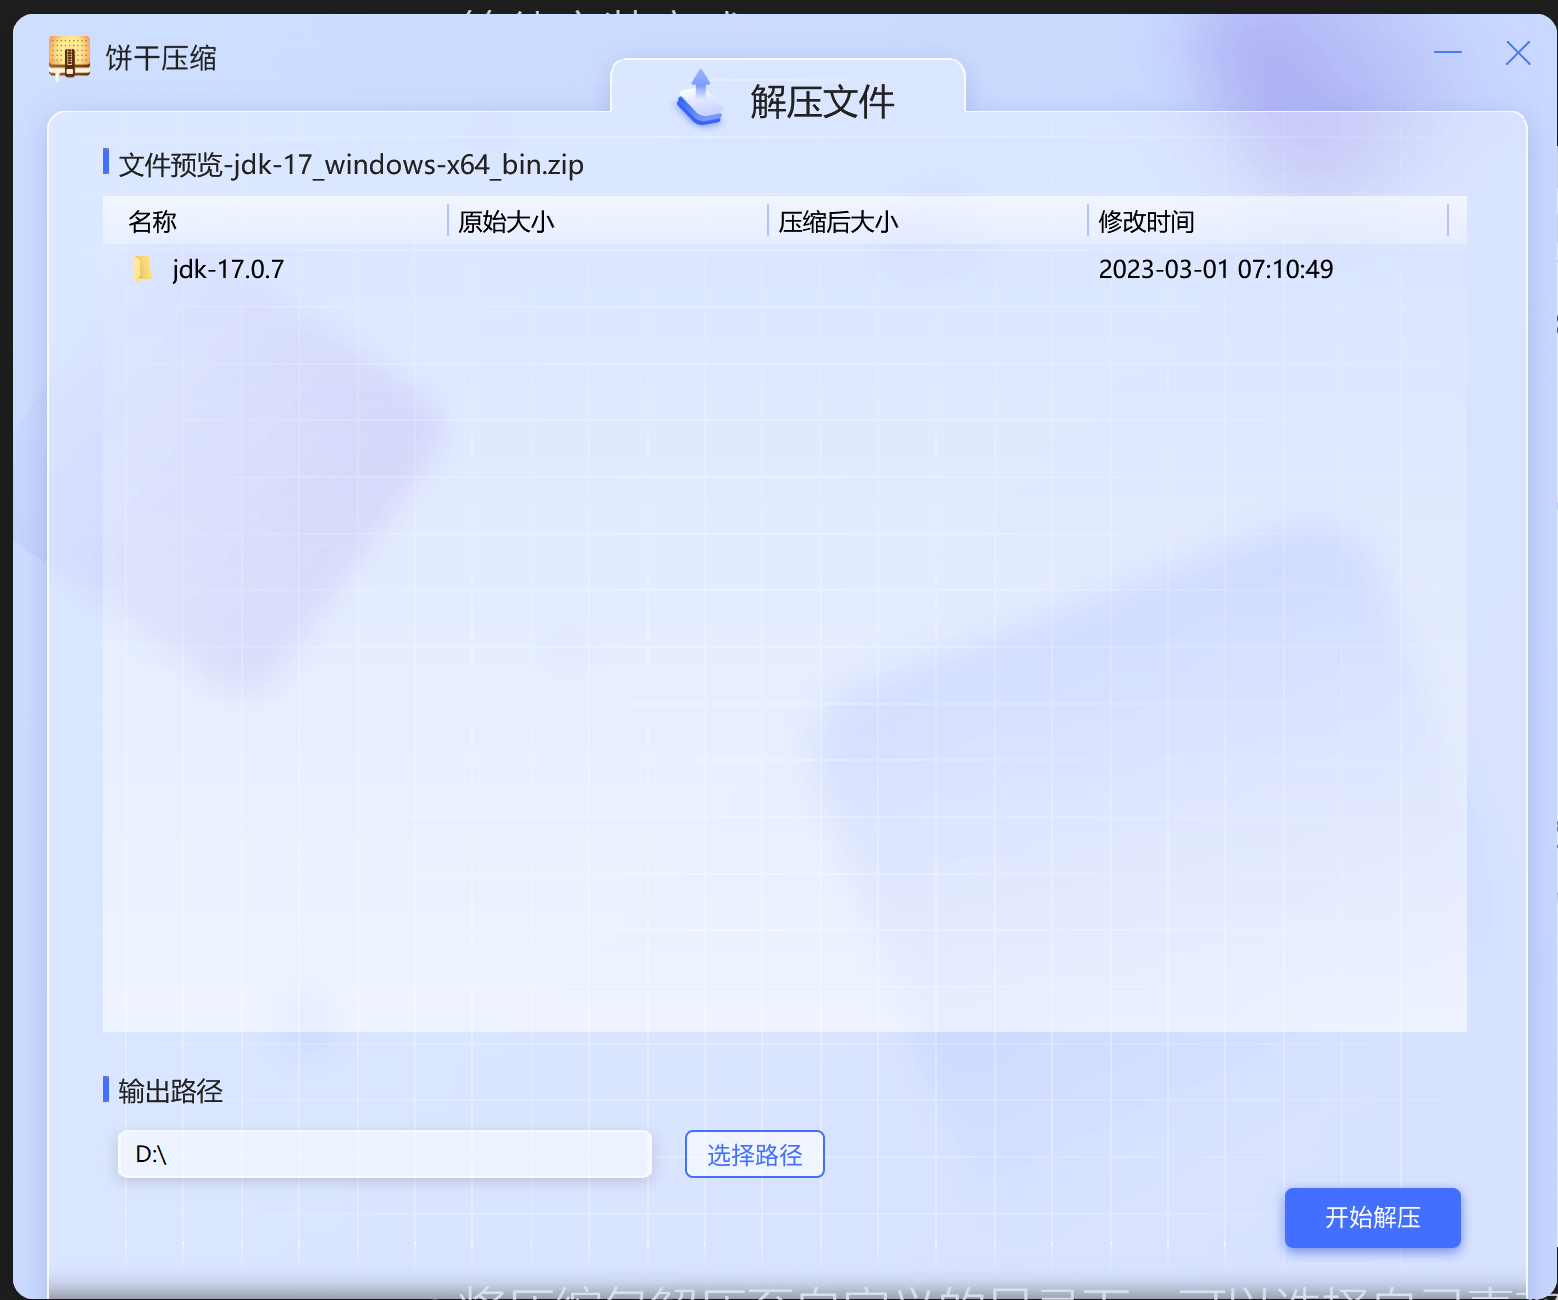 饼干压缩
解压文件
文件预览-jdk-17_windows-x64_bin.zip
名称 原始大小 压缩后大小 修改时间
jdk-17.0.7 2023-03-01 07:10:49
输出路径
D:\
选择路径
开始解压